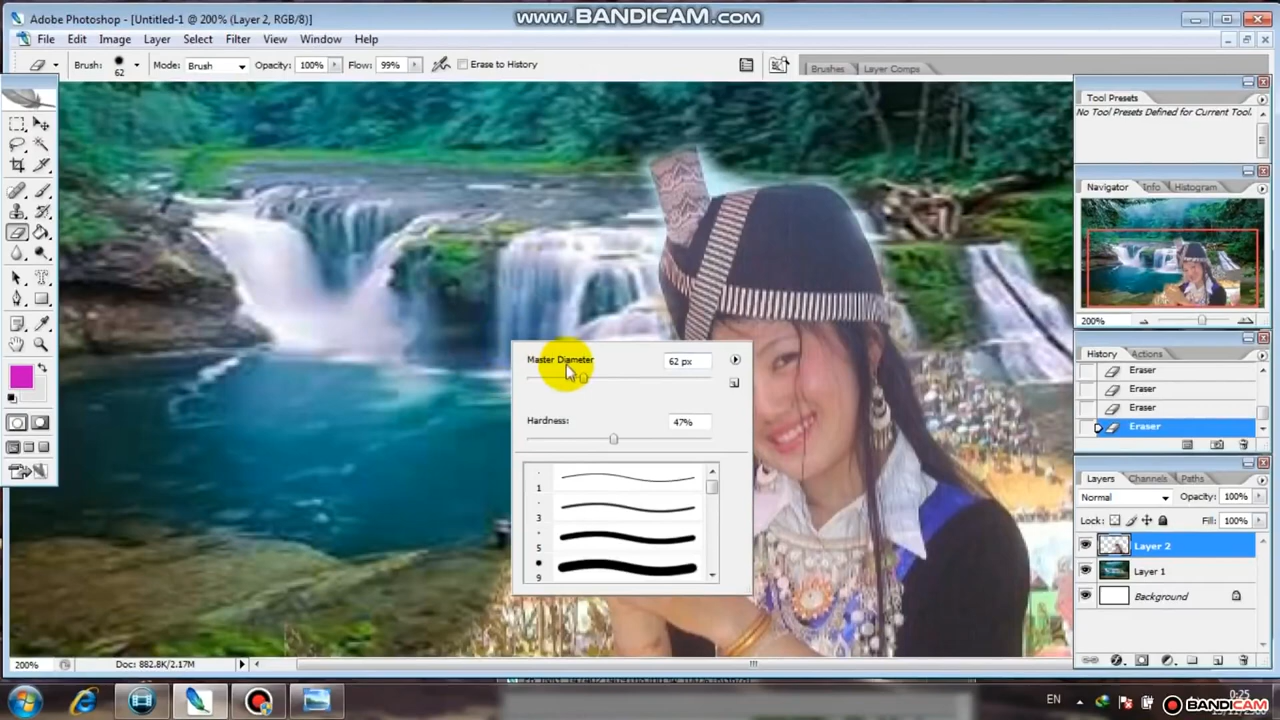 Adobe Photoshop - [Untitled-1 @ 200% (Layer 2, RGB/8)]
www.BANDICAM.com
File Edit Image Layer Select Filter View Window Help
Brush: 62 Mode: Brush Opacity: 100% Flow: 99% Erase to History Brushes Layer Comps
Tool Presets
No Tool Presets Defined for Current Tool.
Navigator Info Histogram
200%
History Actions
Eraser
Eraser
Eraser
Eraser
Master Diameter 62 px
Hardness: 47%
1
3
5
9
Layers Channels Paths
Normal Opacity: 100%
Lock: Fill: 100%
Layer 2
Layer 1
Background
200% Doc: 882.8K/2.17M
EN 0:25
BANDICAM